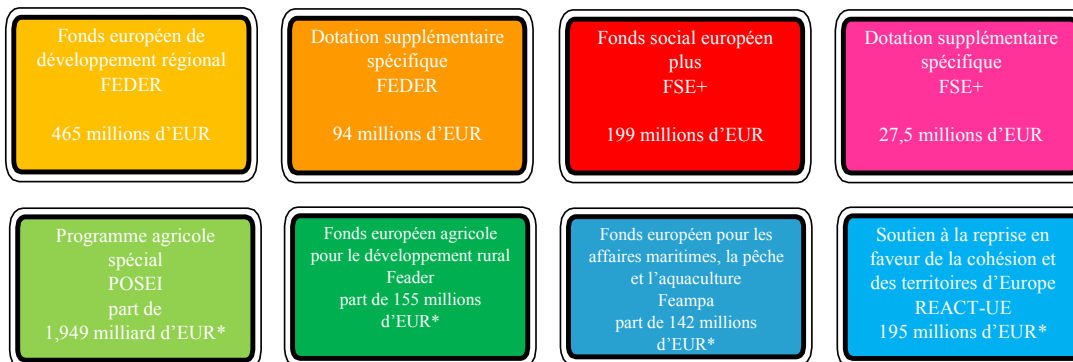 Fonds européen de
développement régional
FEDER
465 millions d’EUR
Dotation supplémentaire
spécifique
FEDER
94 millions d’EUR
Fonds social européen
plus
FSE+
199 millions d’EUR
Dotation supplémentaire
spécifique
FSE+
27,5 millions d’EUR
Programme agricole
spécial
POSEI
part de
1,949 milliard d’EUR*
Fonds européen agricole
pour le développement rural
Feader
part de 155 millions
d’EUR*
Fonds européen pour les
affaires maritimes, la pêche
et l’aquaculture
Feampa
part de 142 millions
d’EUR*
Soutien à la reprise en
faveur de la cohésion et
des territoires d’Europe
REACT-UE
195 millions d’EUR*